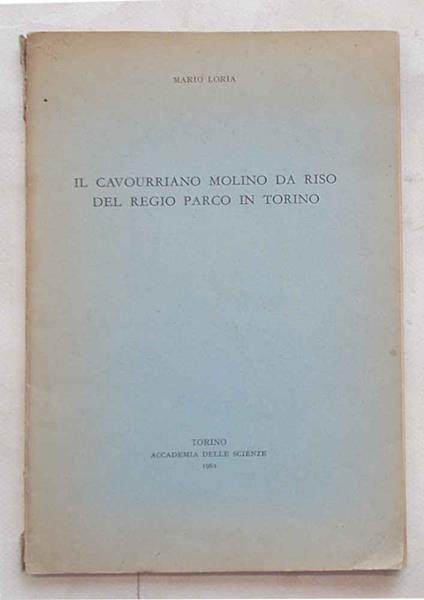 MARIO LORIA
IL CAVOURRIANO MOLINO DA RISO
DEL REGIO PARCO IN TORINO
TORINO
ACCADEMIA DELLE SCIENZE